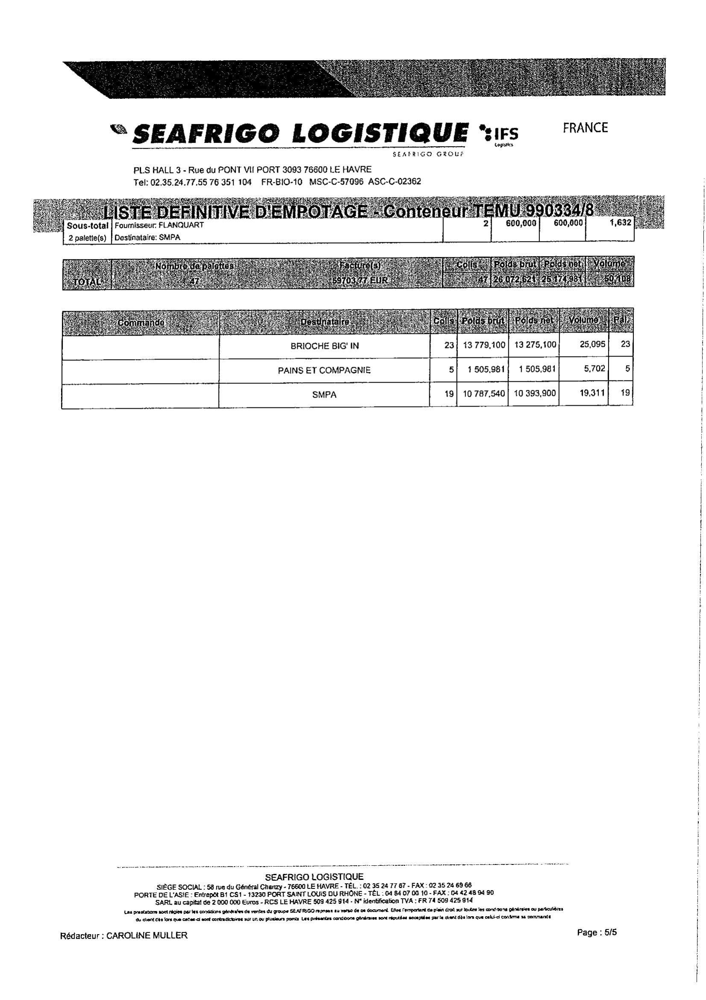 SEAFRIGO LOGISTIQUE IFS Logistics FRANCE
SEAFRIGO GROUP
PLS HALL 3 - Rue du PONT VII PORT 3093 76600 LE HAVRE
Tel: 02.35.24.77.55 76 351 104 FR-BIO-10 MSC-C-57096 ASC-C-02362
LISTE DEFINITIVE D'EMPOTAGE - Conteneur TEMU 990334/8
Sous-total Fournisseur: FLANQUART 2 600,000 600,000 1,632
2 palette(s) Destinataire: SMPA
Nombre de palettes Facture(s) Colis Poids brut Poids net Volume
TOTAL 47 59703,77 EUR 47 26 072,621 25 174,981 50,108
Commande Destinataire Colis Poids brut Poids net Volume Pal.
BRIOCHE BIG' IN 23 13 779,100 13 275,100 25,095 23
PAINS ET COMPAGNIE 5 1 505,981 1 505,981 5,702 5
SMPA 19 10 787,540 10 393,900 19,311 19
SEAFRIGO LOGISTIQUE
SIÈGE SOCIAL : 58 rue du Général Chanzy - 76600 LE HAVRE - TÉL. : 02 35 24 77 67 - FAX : 02 35 24 69 66
PORTE DE L'ASIE : Entrepôt B1 CS1 - 13230 PORT SAINT LOUIS DU RHÔNE - TÉL : 04 84 07 00 10 - FAX : 04 42 48 94 90
SARL au capital de 2 000 000 Euros - RCS LE HAVRE 509 425 914 - N° identification TVA : FR 74 509 425 914
Les prestations sont régies par les conditions générales de ventes du groupe SEAFRIGO reprises au verso de ce document. Elles l'emportent de plein droit sur toutes les conditions générales ou particulières
du client dès lors que celles-ci sont contradictoires sur un ou plusieurs points. Les présentes conditions générales sont réputées acceptées par le client dès lors que celui-ci confirme sa commande
Rédacteur : CAROLINE MULLER Page : 5/5